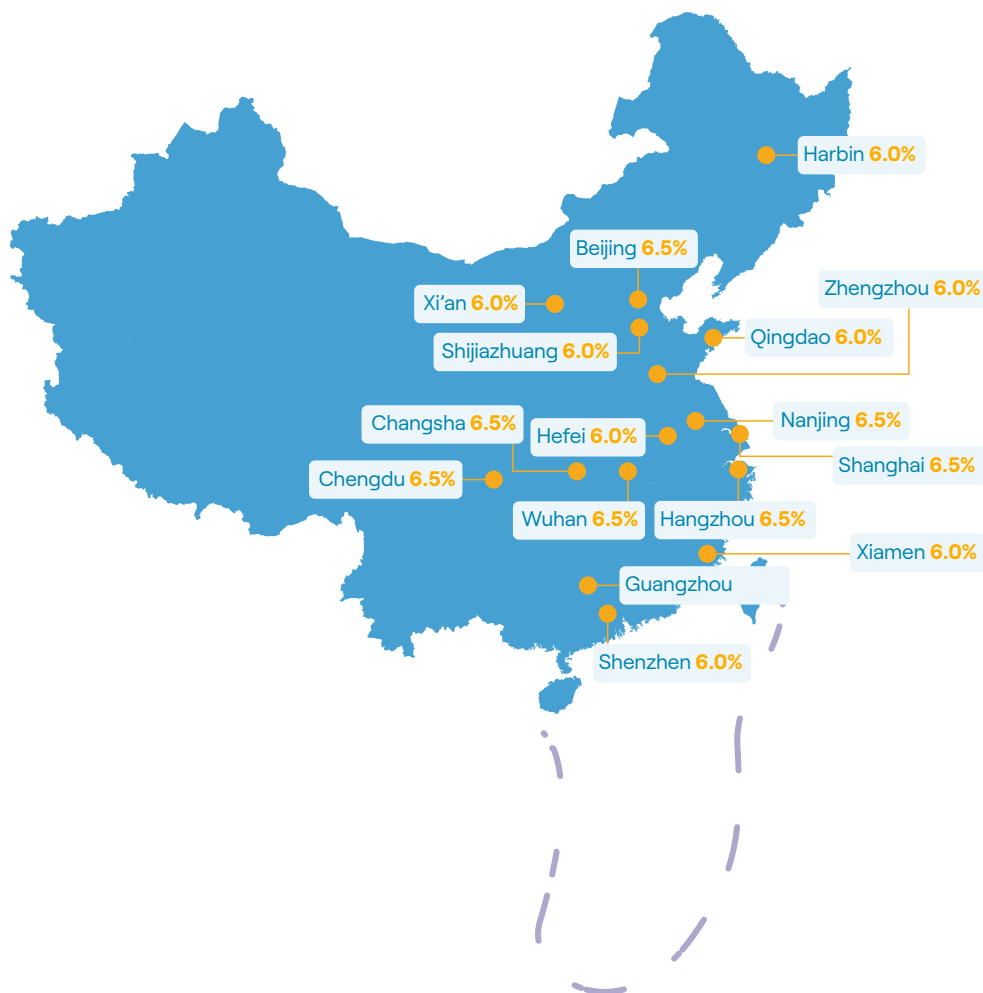 Harbin 6.0%
Beijing 6.5%
Zhengzhou 6.0%
Xi’an 6.0%
Qingdao 6.0%
Shijiazhuang 6.0%
Changsha 6.5%
Nanjing 6.5%
Hefei 6.0%
Shanghai 6.5%
Chengdu 6.5%
Wuhan 6.5%
Hangzhou 6.5%
Xiamen 6.0%
Guangzhou
Shenzhen 6.0%